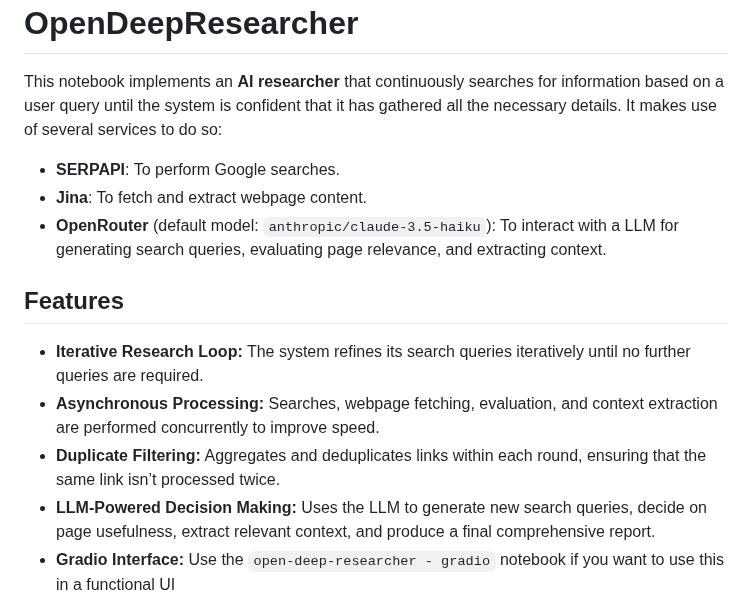 OpenDeepResearcher
This notebook implements an AI researcher that continuously searches for information based on a
user query until the system is confident that it has gathered all the necessary details. It makes use
of several services to do so:
• SERPAPI: To perform Google searches.
• Jina: To fetch and extract webpage content.
• OpenRouter (default model: anthropic/claude-3.5-haiku): To interact with a LLM for
generating search queries, evaluating page relevance, and extracting context.
Features
• Iterative Research Loop: The system refines its search queries iteratively until no further
queries are required.
• Asynchronous Processing: Searches, webpage fetching, evaluation, and context extraction
are performed concurrently to improve speed.
• Duplicate Filtering: Aggregates and deduplicates links within each round, ensuring that the
same link isn’t processed twice.
• LLM-Powered Decision Making: Uses the LLM to generate new search queries, decide on
page usefulness, extract relevant context, and produce a final comprehensive report.
• Gradio Interface: Use the open-deep-researcher - gradio notebook if you want to use this
in a functional UI